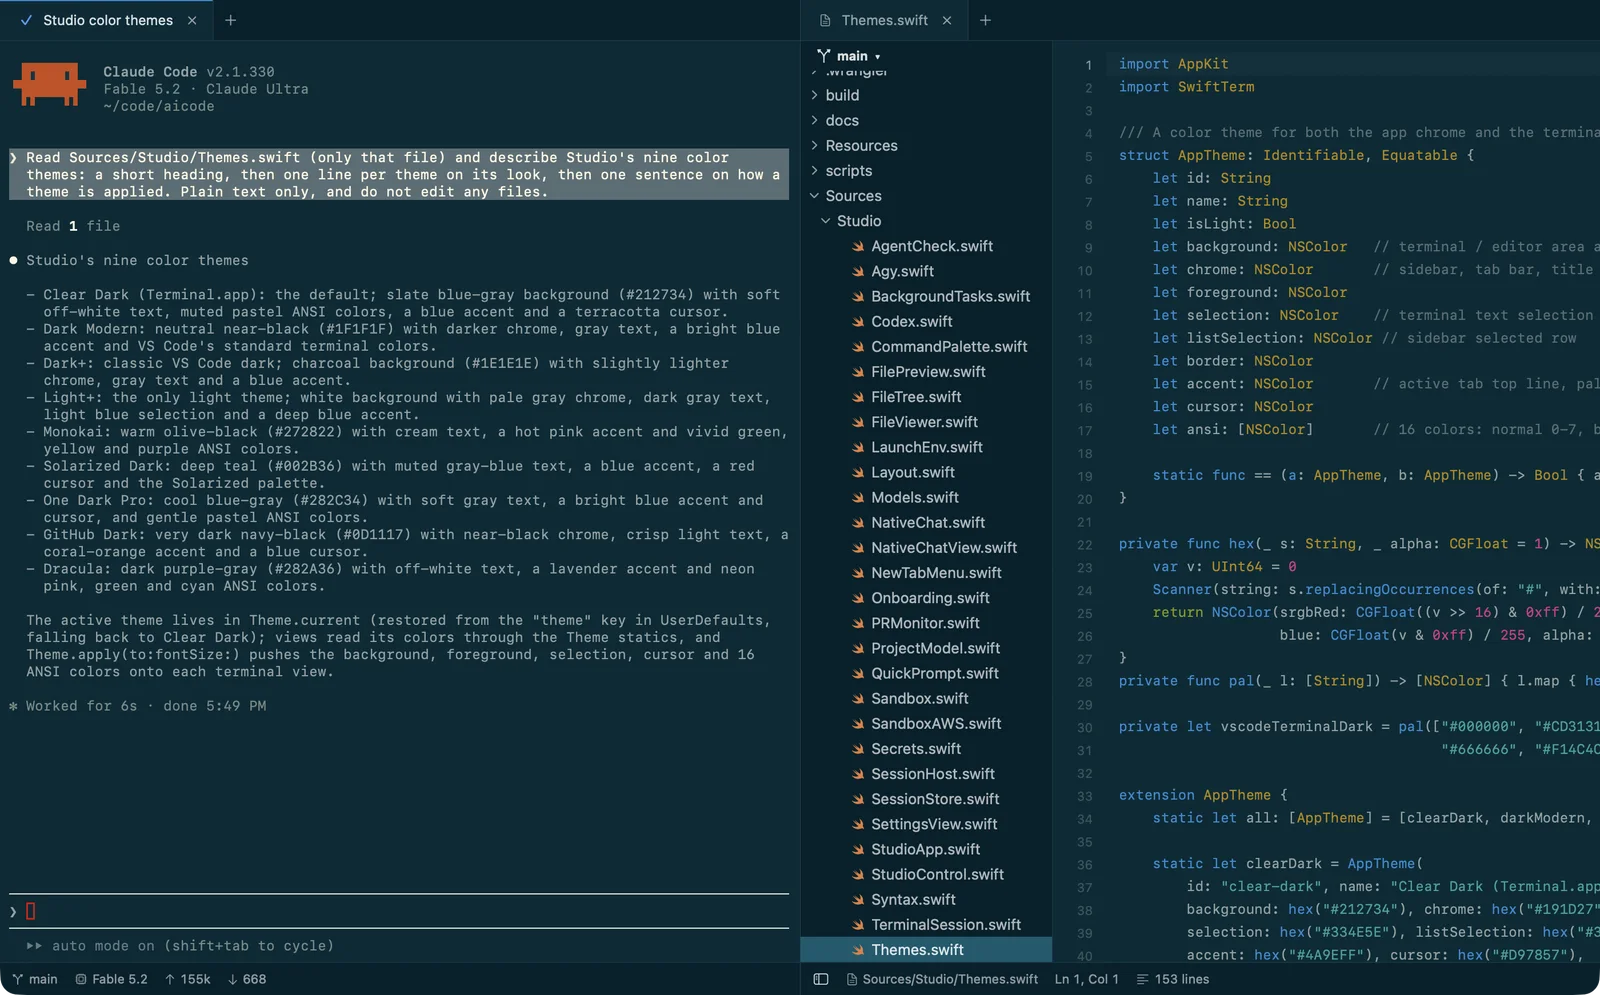 Studio color themes
Claude Code v2.1.330
Fable 5.2 · Claude Ultra
~/code/aicode
❯ Read Sources/Studio/Themes.swift (only that file) and describe Studio's nine color
themes: a short heading, then one line per theme on its look, then one sentence on how a
theme is applied. Plain text only, and do not edit any files.
Read 1 file
● Studio's nine color themes
– Clear Dark (Terminal.app): the default; slate blue-gray background (#212734) with soft
off-white text, muted pastel ANSI colors, a blue accent and a terracotta cursor.
– Dark Modern: neutral near-black (#1F1F1F) with darker chrome, gray text, a bright blue
accent and VS Code's standard terminal colors.
– Dark+: classic VS Code dark; charcoal background (#1E1E1E) with slightly lighter
chrome, gray text and a blue accent.
– Light+: the only light theme; white background with pale gray chrome, dark gray text,
light blue selection and a deep blue accent.
– Monokai: warm olive-black (#272822) with cream text, a hot pink accent and vivid green,
yellow and purple ANSI colors.
– Solarized Dark: deep teal (#002B36) with muted gray-blue text, a blue accent, a red
cursor and the Solarized palette.
– One Dark Pro: cool blue-gray (#282C34) with soft gray text, a bright blue accent and
cursor, and gentle pastel ANSI colors.
– GitHub Dark: very dark navy-black (#0D1117) with near-black chrome, crisp light text, a
coral-orange accent and a blue cursor.
– Dracula: dark purple-gray (#282A36) with off-white text, a lavender accent and neon
pink, green and cyan ANSI colors.
The active theme lives in Theme.current (restored from the "theme" key in UserDefaults,
falling back to Clear Dark); views read its colors through the Theme statics, and
Theme.apply(to:fontSize:) pushes the background, foreground, selection, cursor and 16
ANSI colors onto each terminal view.
✻ Worked for 6s · done 5:49 PM
❯
▸▸ auto mode on (shift+tab to cycle)
main Fable 5.2 ↑ 155k ↓ 668
Themes.swift
main
.wrangler
build
docs
Resources
scripts
Sources
Studio
AgentCheck.swift
Agy.swift
BackgroundTasks.swift
Codex.swift
CommandPalette.swift
FilePreview.swift
FileTree.swift
FileViewer.swift
LaunchEnv.swift
Layout.swift
Models.swift
NativeChat.swift
NativeChatView.swift
NewTabMenu.swift
Onboarding.swift
PRMonitor.swift
ProjectModel.swift
QuickPrompt.swift
Sandbox.swift
SandboxAWS.swift
Secrets.swift
SessionHost.swift
SessionStore.swift
SettingsView.swift
StudioApp.swift
StudioControl.swift
Syntax.swift
TerminalSession.swift
Themes.swift
1 import AppKit
2 import SwiftTerm
3
4 /// A color theme for both the app chrome and the termina
5 struct AppTheme: Identifiable, Equatable {
6 let id: String
7 let name: String
8 let isLight: Bool
9 let background: NSColor // terminal / editor area a
10 let chrome: NSColor // sidebar, tab bar, title
11 let foreground: NSColor
12 let selection: NSColor // terminal text selection
13 let listSelection: NSColor // sidebar selected row
14 let border: NSColor
15 let accent: NSColor // active tab top line, pal
16 let cursor: NSColor
17 let ansi: [NSColor] // 16 colors: normal 0–7, b
18
19 static func == (a: AppTheme, b: AppTheme) -> Bool { a
20 }
21
22 private func hex(_ s: String, _ alpha: CGFloat = 1) -> NS
23 var v: UInt64 = 0
24 Scanner(string: s.replacingOccurrences(of: "#", with:
25 return NSColor(srgbRed: CGFloat((v >> 16) & 0xff) / 2
26 blue: CGFloat(v & 0xff) / 255, alpha:
27 }
28 private func pal(_ l: [String]) -> [NSColor] { l.map { he
29
30 private let vscodeTerminalDark = pal(["#000000", "#CD3131
31 "#666666", "#F14C4C
32
33 extension AppTheme {
34 static let all: [AppTheme] = [clearDark, darkModern,
35
36 static let clearDark = AppTheme(
37 id: "clear-dark", name: "Clear Dark (Terminal.app
38 background: hex("#212734"), chrome: hex("#191D27"
39 selection: hex("#334E5E"), listSelection: hex("#3
40 accent: hex("#4A9EFF"), cursor: hex("#D97857"),
Sources/Studio/Themes.swift Ln 1, Col 1 153 lines